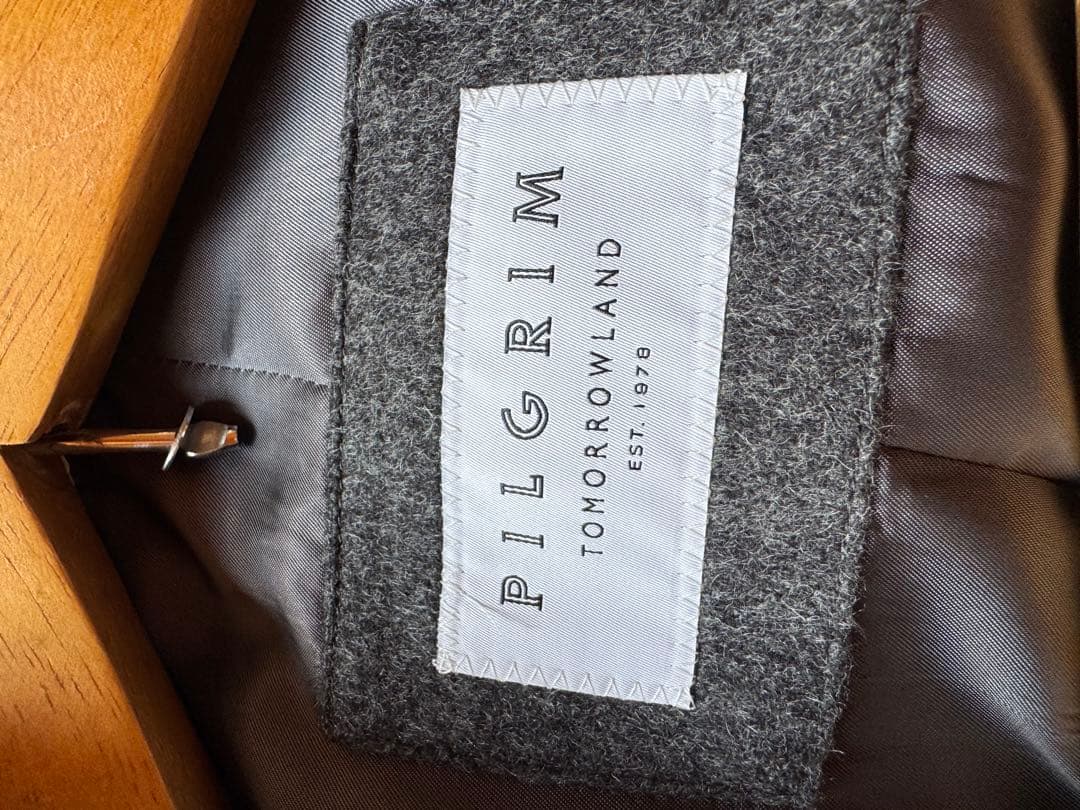 PILGRIM
TOMORROWLAND
EST. 1978